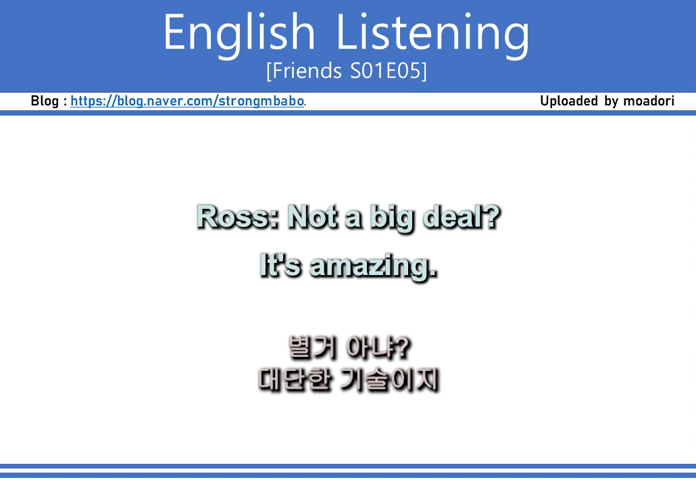 English Listening
[Friends S01E05]
Blog : https://blog.naver.com/strongmbabo. Uploaded by moadori
Ross: Not a big deal?
It's amazing.
별거 아냐?
대단한 기술이지